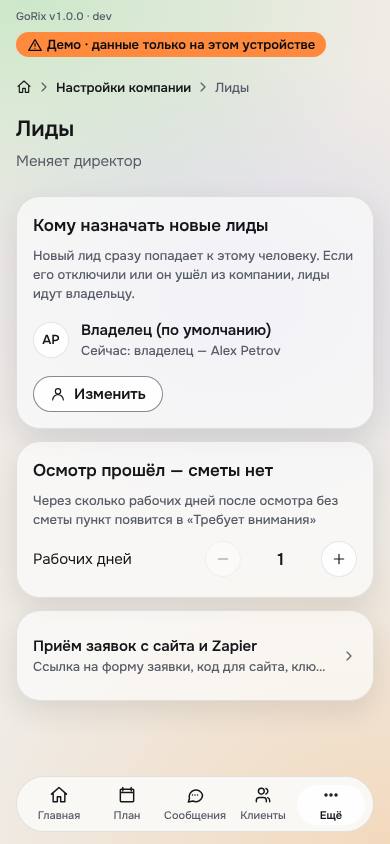 GoRix v1.0.0 · dev
Демо · данные только на этом устройстве
Настройки компании > Лиды
Лиды
Меняет директор
Кому назначать новые лиды
Новый лид сразу попадает к этому человеку. Если
его отключили или он ушёл из компании, лиды
идут владельцу.
AP
Владелец (по умолчанию)
Сейчас: владелец — Alex Petrov
Изменить
Осмотр прошёл — сметы нет
Через сколько рабочих дней после осмотра без
сметы пункт появится в «Требует внимания»
Рабочих дней − 1 +
Приём заявок с сайта и Zapier
Ссылка на форму заявки, код для сайта, клю...
Главная План Сообщения Клиенты Ещё